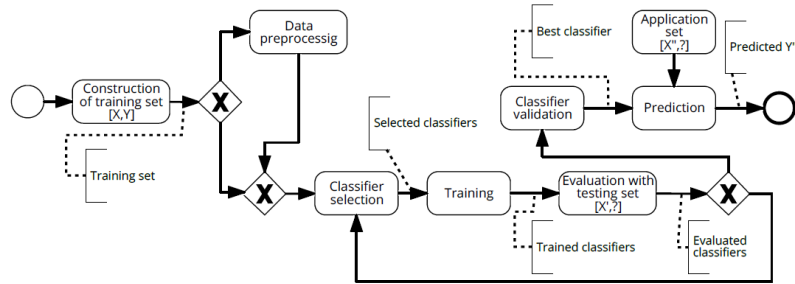 Data
preprocessig
Best classifier
Application
set
[X",?]
Predicted Y'
Construction
of training set
[X,Y]
X
Classifier
validation
Prediction
Selected classifiers
Training set
X
Classifier
selection
Training
Evaluation with
testing set
[X',?]
X
Trained classifiers
Evaluated
classifiers